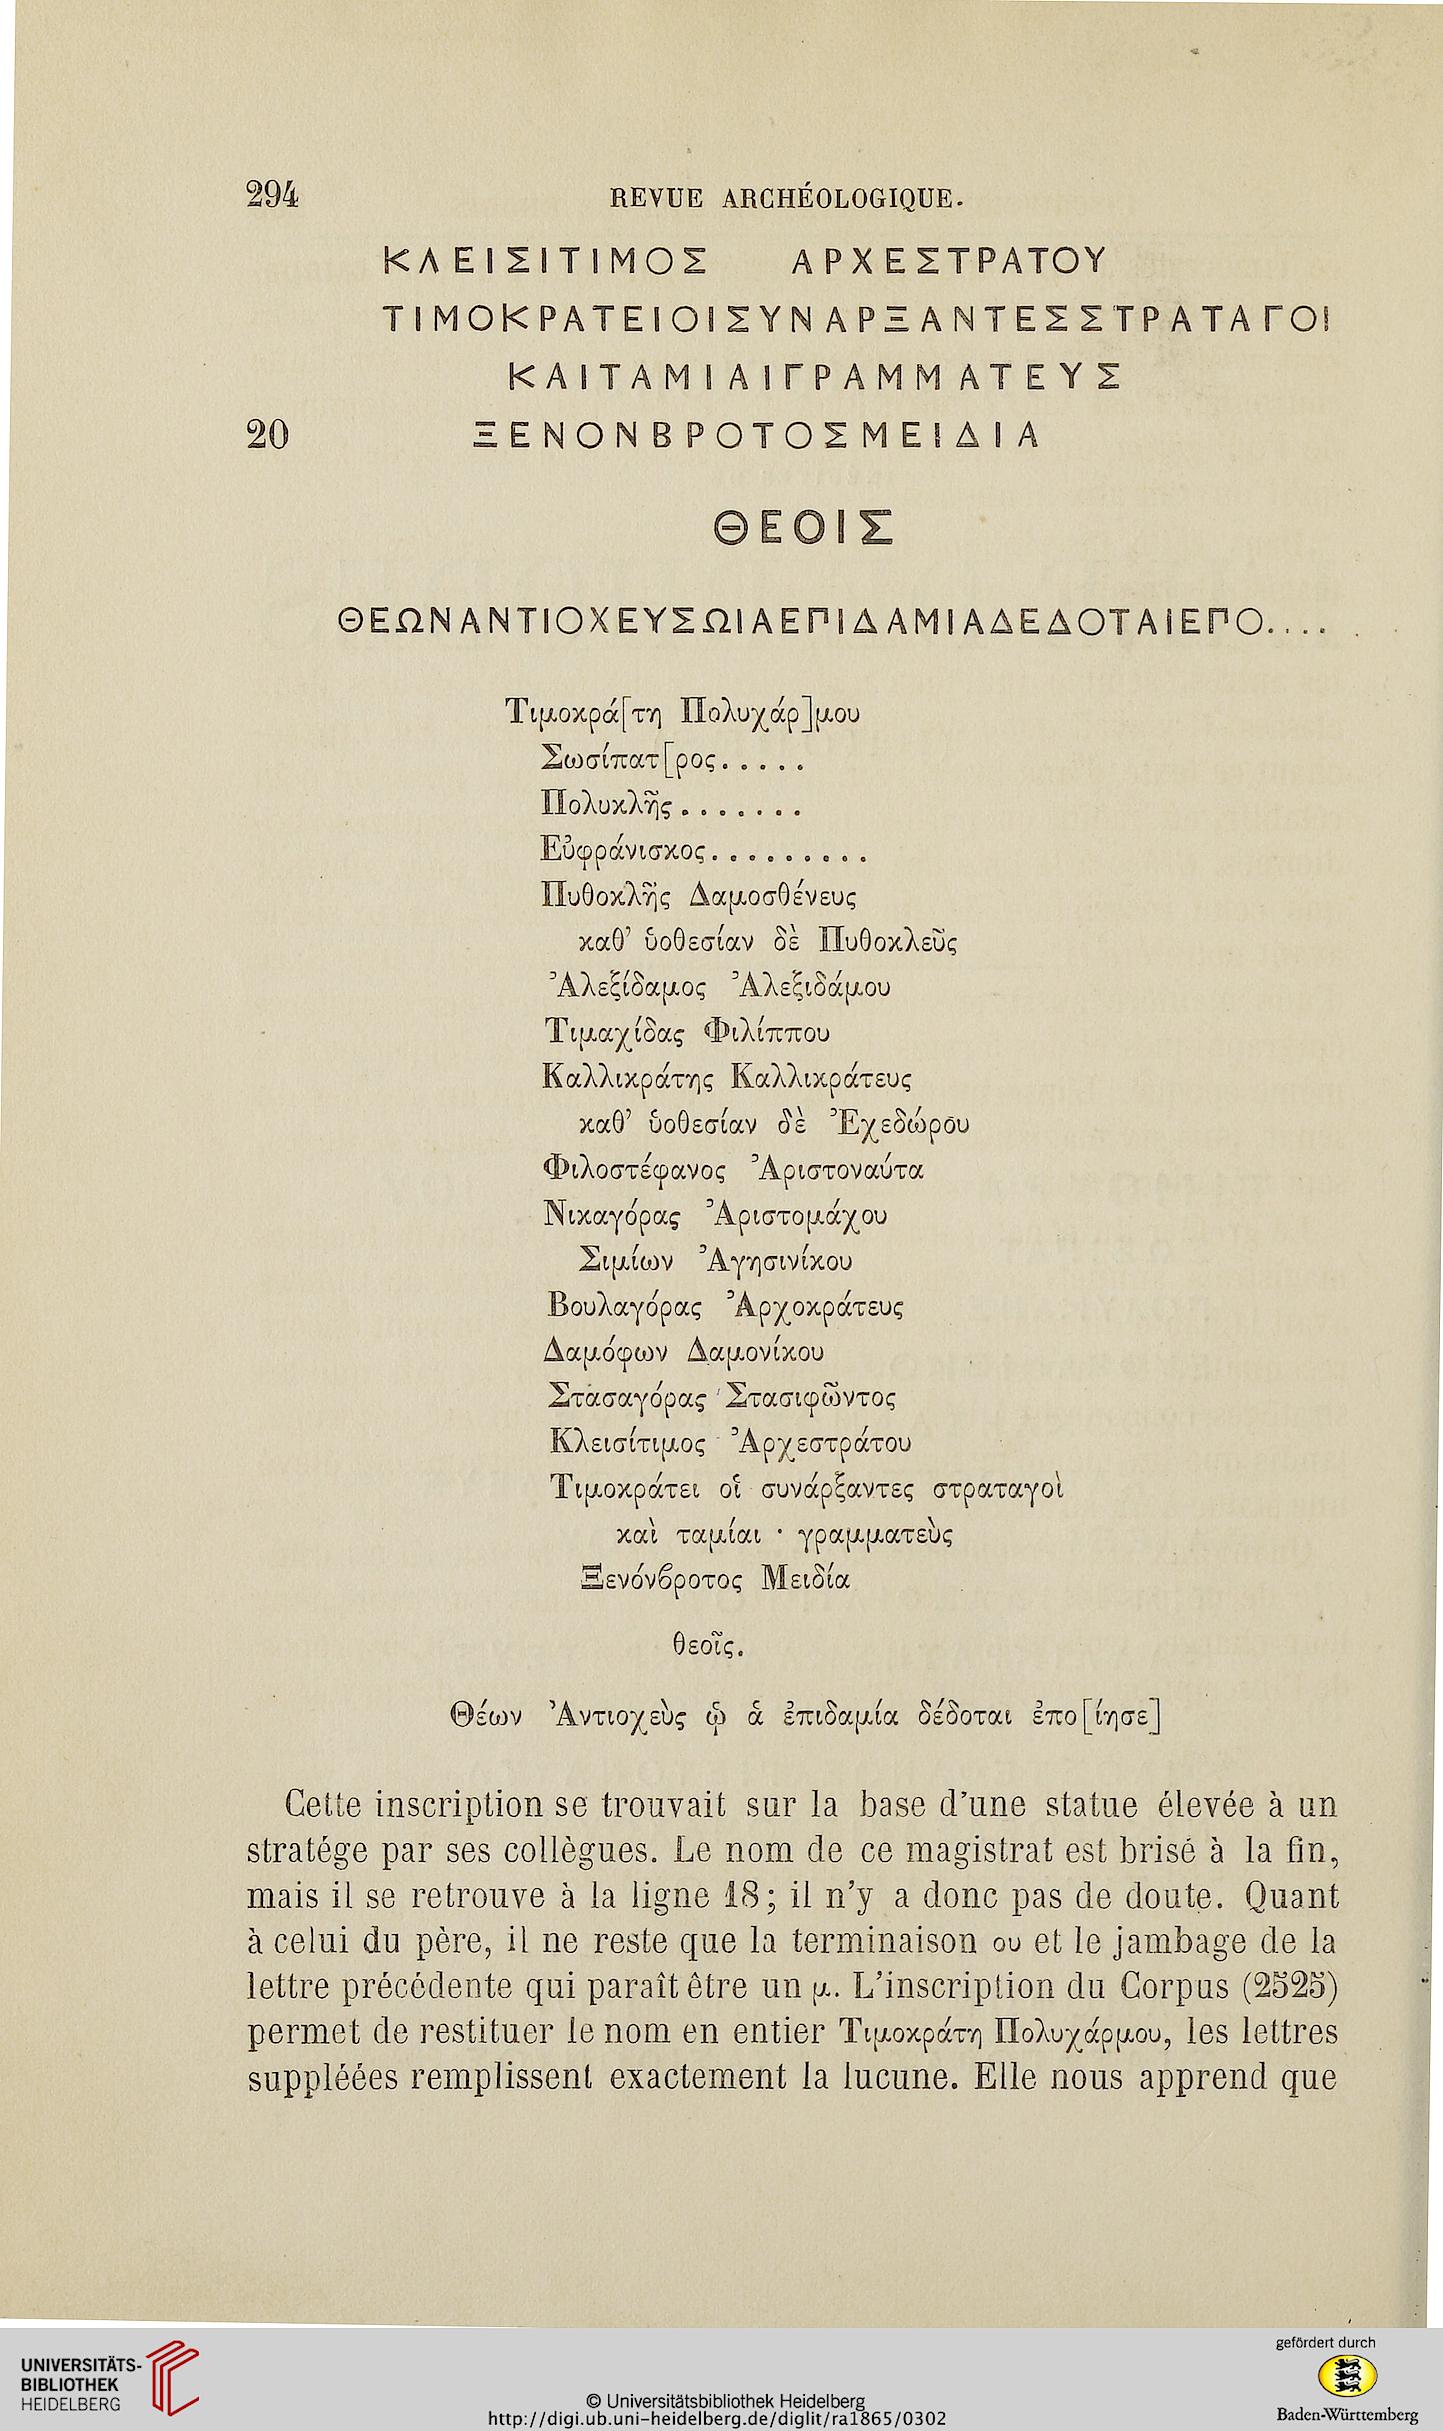 294 REVUE ARCHÉOLOGIQUE.
ΚΛΕΙΣΙΤΙΜΟΣ ΑΡΧΕΣΤΡΑΤΟΥ
ΤΙΜΟΚΡΑΤΕΙΟΙΣΥΝΑΡΞΑΝΤΕΣΣΤΡΑΤΑΓΟΙ
ΚΑΙΤΑΜΙΑΙΓΡΑΜΜΑΤΕΥΣ
20 ΞΕΝΟΝΒΡΟΤΟΣΜΕΙΔΙΑ
ΘΕΟΙΣ
ΘΕΩΝΑΝΤΙΟΧΕΥΣΩΙΑΕΠΙΔΑΜΙΑΔΕΔΟΤΑΙΕΠΟ....
Τιμοκρά[τη Πολυχάρ]μου
Σωσίπατ[ρος.....
Πολυκλῆς.......
Εὐφράνισκος.........
Πυθοκλῆς Δαμοσθένευς
καθ’ ὑοθεσίαν δὲ Πυθοκλεῦς
Ἀλεξίδαμος Ἀλεξιδάμου
Τιμαχίδας Φιλίππου
Καλλικράτης Καλλικράτευς
καθ’ ὑοθεσίαν δὲ Ἐχεδώρου
Φιλοστέφανος Ἀριστοναύτα
Νικαγόρας Ἀριστομάχου
Σιμίων Ἀγησινίκου
Βουλαγόρας Ἀρχοκράτευς
Δαμόφων Δαμονίκου
Στασαγόρας Στασιφῶντος
Κλεισίτιμος Ἀρχεστράτου
Τιμοκράτει οἱ συνάρξαντες στραταγοὶ
καὶ ταμίαι · γραμματεὺς
Ξενόνϐροτος Μειδία
θεοῖς.
Θέων Ἀντιοχεὺς ᾧ ἁ ἐπιδαμία δέδοται ἐπο[ίησε]
Cette inscription se trouvait sur la base d'une statue élevée à un
stratége par ses collègues. Le nom de ce magistrat est brisé à la fin,
mais il se retrouve à la ligne 18; il n'y a donc pas de doute. Quant
à celui du père, il ne reste que la terminaison ου et le jambage de la
lettre précédente qui paraît être un μ. L'inscription du Corpus (2525)
permet de restituer le nom en entier Τιμοκράτη Πολυχάρμου, les lettres
suppléées remplissent exactement la lucune. Elle nous apprend que
UNIVERSITÄTS-
BIBLIOTHEK
HEIDELBERG
© Universitätsbibliothek Heidelberg
http://digi.ub.uni-heidelberg.de/diglit/ra1865/0302
gefördert durch
Baden-Württemberg